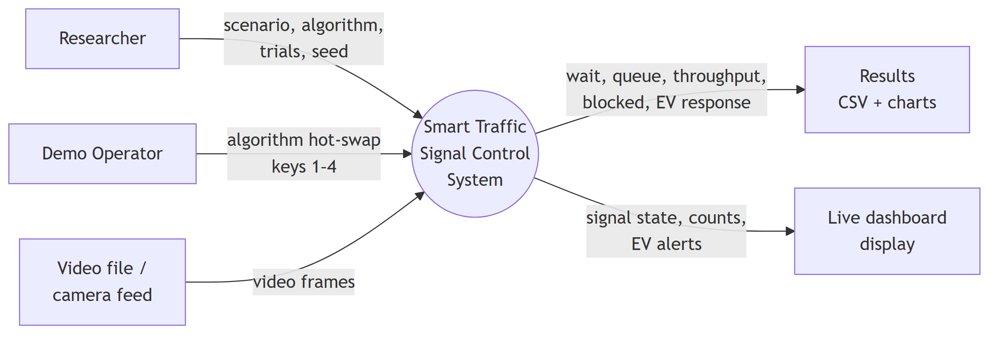 Researcher
scenario, algorithm,
trials, seed
Demo Operator
algorithm hot-swap
keys 1-4
Video file /
camera feed
video frames
Smart Traffic
Signal Control
System
wait, queue, throughput,
blocked, EV response
Results
CSV + charts
signal state, counts,
EV alerts
Live dashboard
display